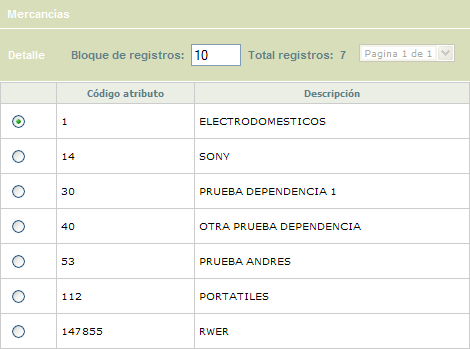 Mercancias
Detalle Bloque de registros: 10 Total registros: 7 Pagina 1 de 1
Código atributo Descripción
1 ELECTRODOMESTICOS
14 SONY
30 PRUEBA DEPENDENCIA 1
40 OTRA PRUEBA DEPENDENCIA
53 PRUEBA ANDRES
112 PORTATILES
147855 RWER